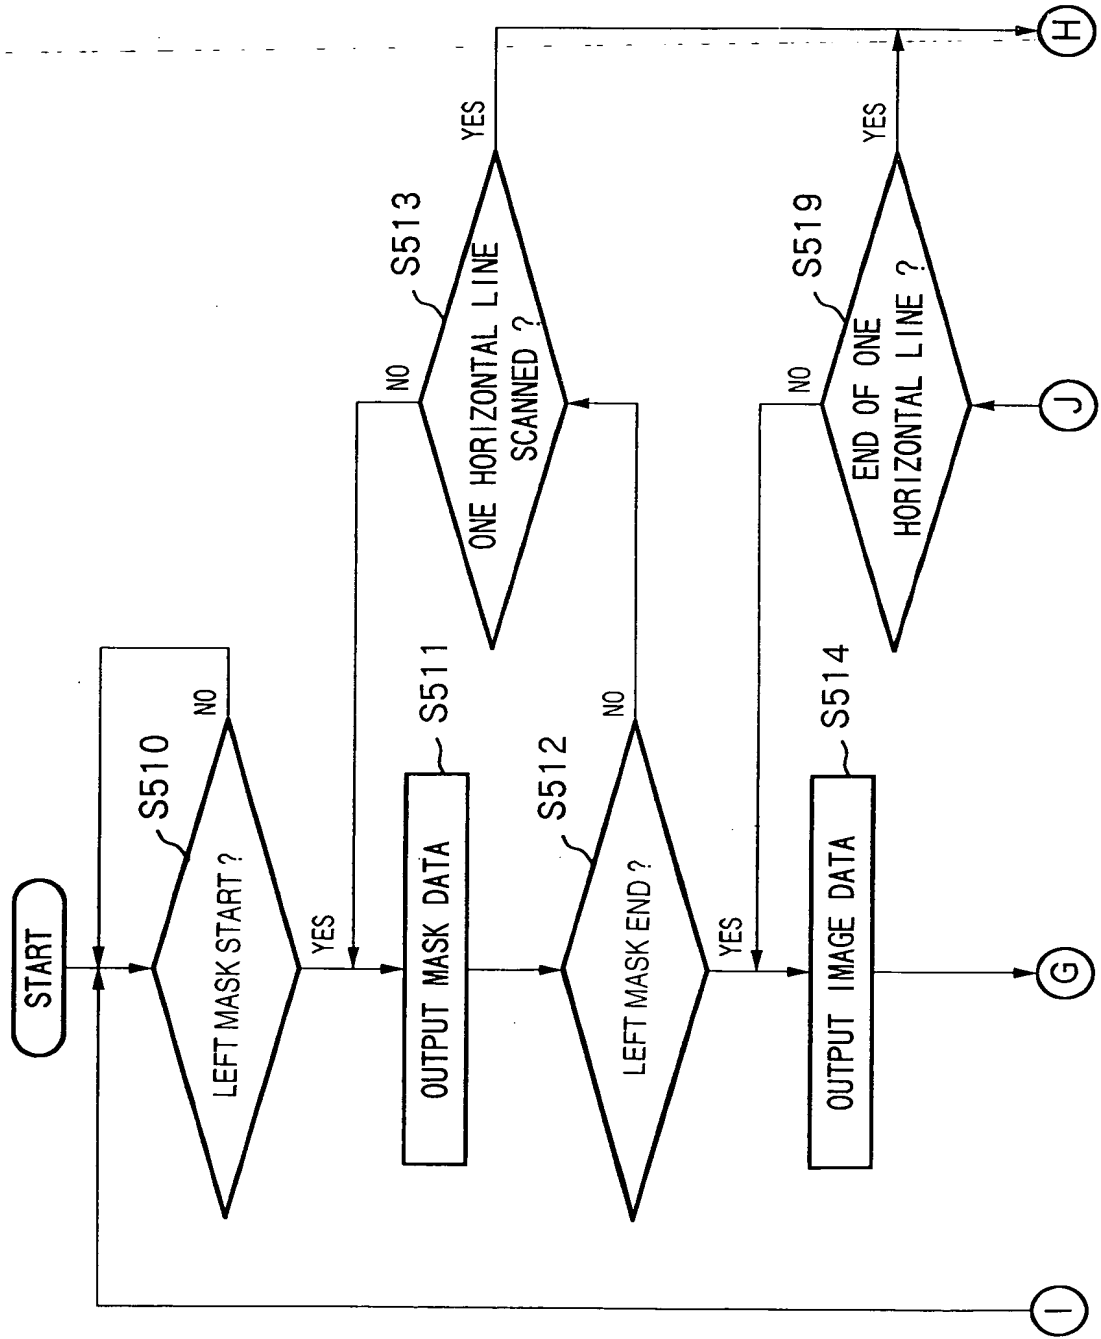 START
S510
LEFT MASK START ?
NO
YES
S511
OUTPUT MASK DATA
S512
LEFT MASK END ?
NO
YES
S513
ONE HORIZONTAL LINE
SCANNED ?
NO
YES
S514
OUTPUT IMAGE DATA
S519
END OF ONE
HORIZONTAL LINE ?
NO
YES
I
G
J
H